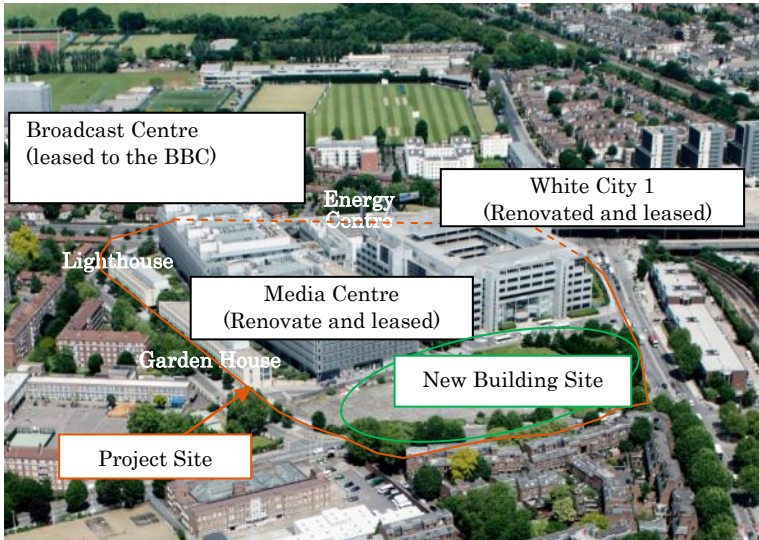 Broadcast Centre
(leased to the BBC)
Energy
Centre
White City 1
(Renovated and leased)
Lighthouse
Media Centre
(Renovate and leased)
Garden House
New Building Site
Project Site